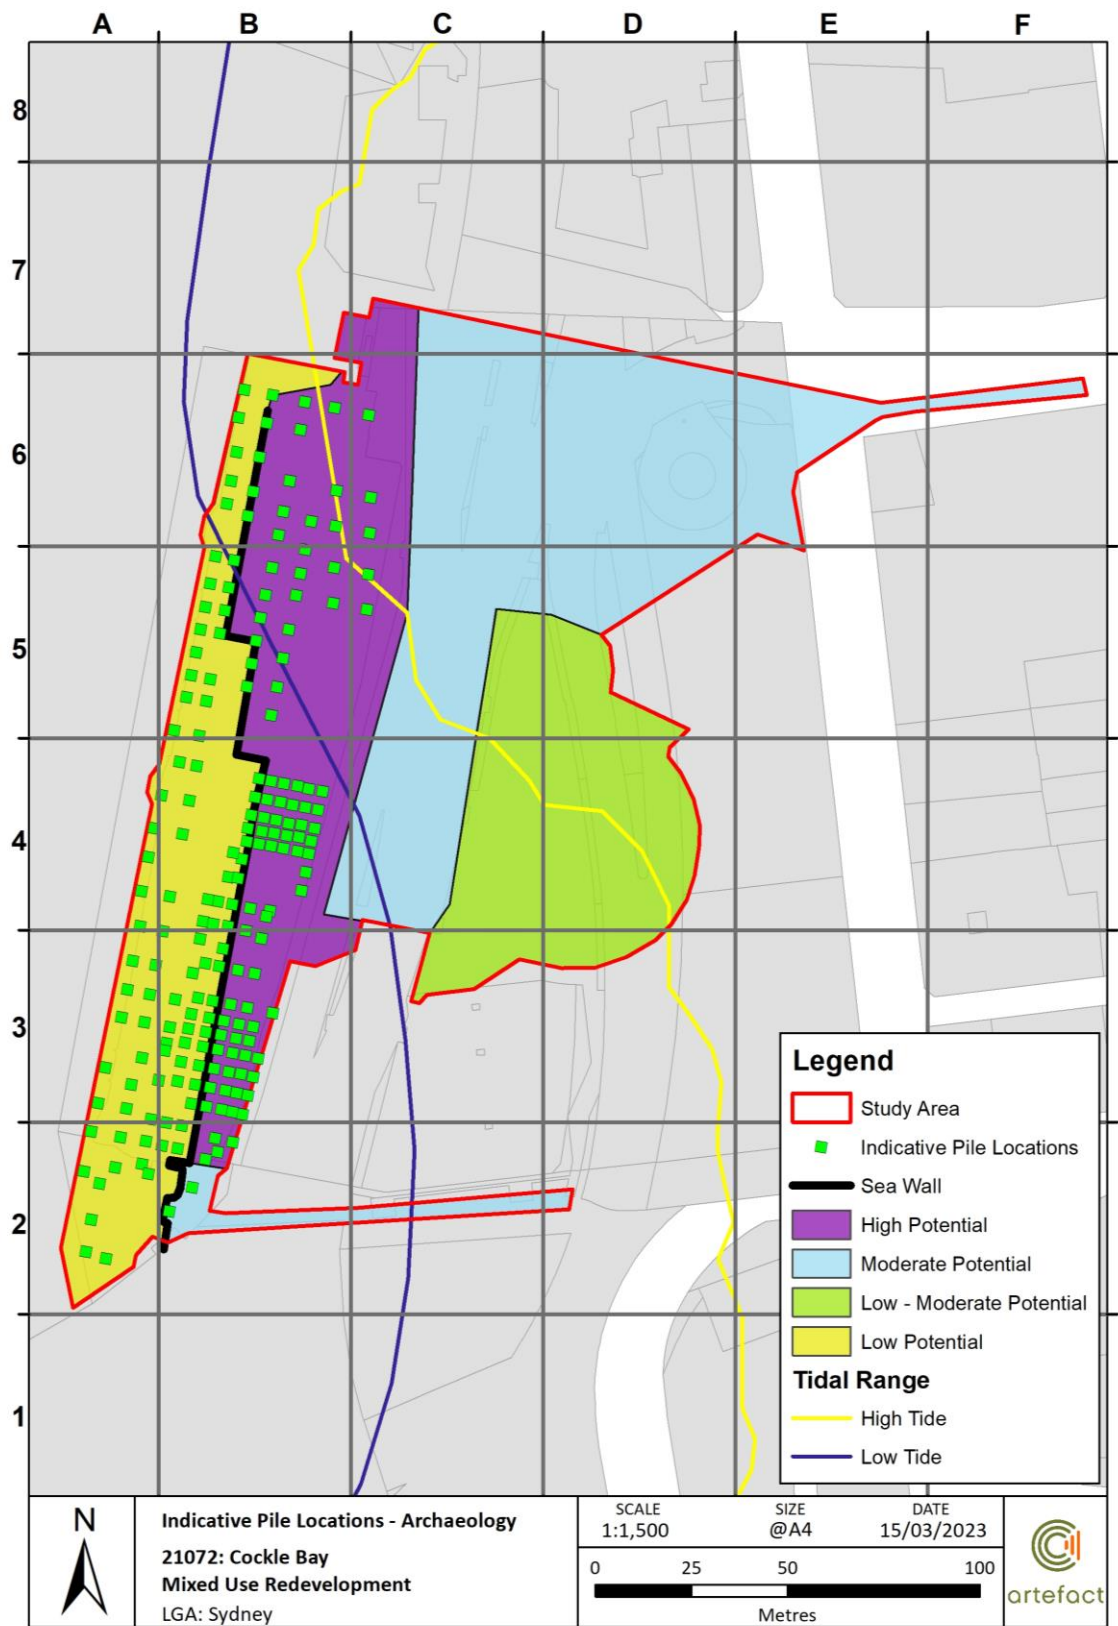 A B C D E F
8
7
6
5
4
3
2
1
Legend
Study Area
Indicative Pile Locations
Sea Wall
High Potential
Moderate Potential
Low - Moderate Potential
Low Potential
Tidal Range
High Tide
Low Tide
N
Indicative Pile Locations - Archaeology
21072: Cockle Bay
Mixed Use Redevelopment
LGA: Sydney
SCALE SIZE DATE
1:1,500 @A4 15/03/2023
0 25 50 100
Metres
artefact